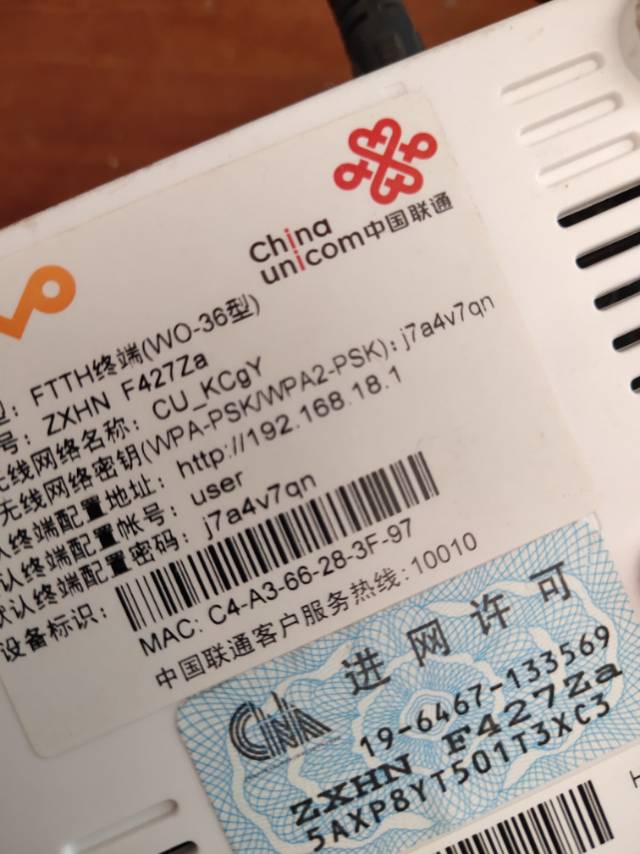 China
unicom中国联通
型：FTTH终端(WO-36型)
号：ZXHN F427Za
无线网络名称：CU_KCgY
无线网络密钥(WPA-PSK/WPA2-PSK)：j7a4v7qn
认终端配置地址：http://192.168.18.1
认终端配置帐号：user
默认终端配置密码：j7a4v7qn
设备标识：
MAC: C4-A3-66-28-3F-97
中国联通客户服务热线：10010
进网许可
CNA
19-6467-133569
ZXHN F427Za
5AXP8YT501T3XC3
H